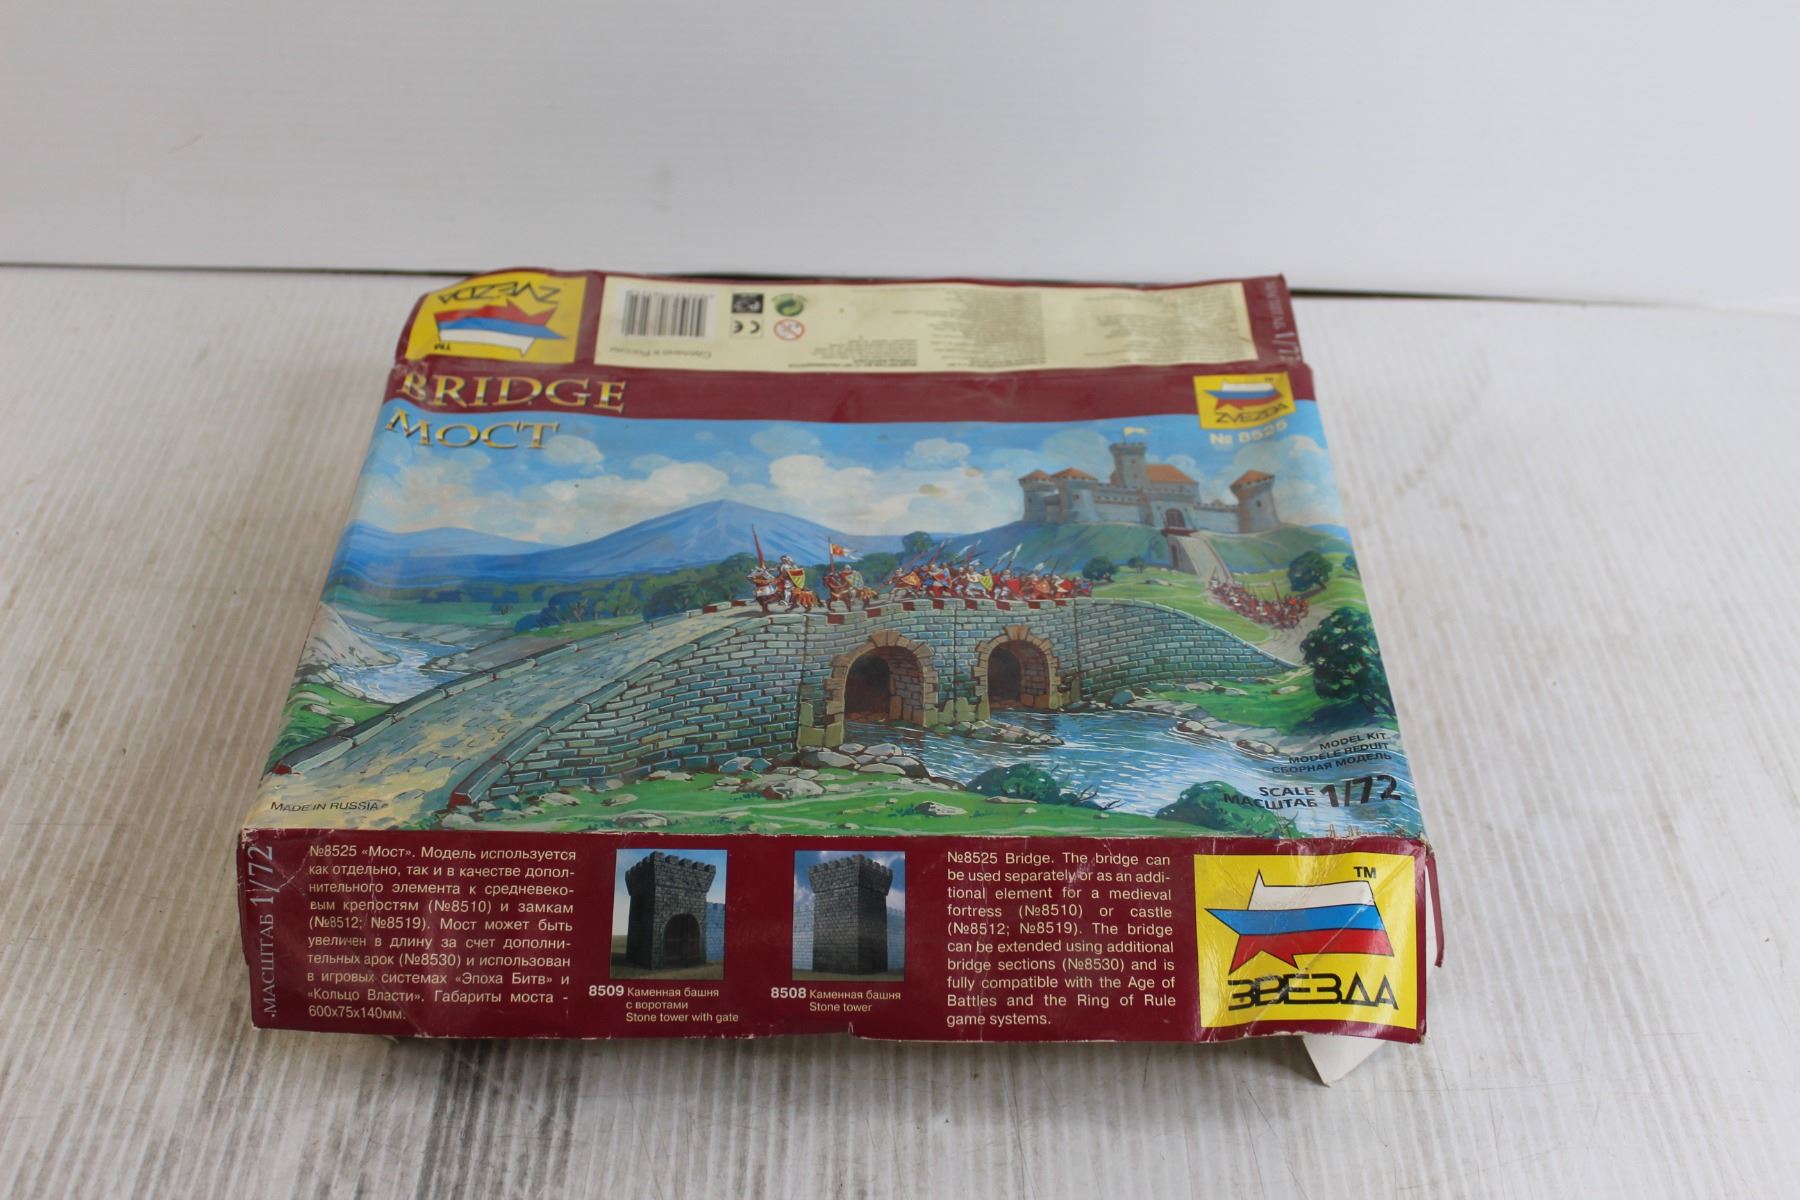 ZVEZDA
TM
Сделано в России
BRIDGE
МОСТ
ZVEZDA
№ 8525
MADE IN RUSSIA
MODEL KIT
MODÈLE RÉDUIT
СБОРНАЯ МОДЕЛЬ
SCALE
МАСШТАБ 1/72
МАСШТАБ 1/72
№8525 «Мост». Модель используется
как отдельно, так и в качестве допол-
нительного элемента к средневеко-
вым крепостям (№8510) и замкам
(№8512; №8519). Мост может быть
увеличен в длину за счет дополни-
тельных арок (№8530) и использован
в игровых системах «Эпоха Битв» и
«Кольцо Власти». Габариты моста -
600x75x140мм.
8509 Каменная башня
с воротами
Stone tower with gate
8508 Каменная башня
Stone tower
№8525 Bridge. The bridge can
be used separately or as an addi-
tional element for a medieval
fortress (№8510) or castle
(№8512; №8519). The bridge
can be extended using additional
bridge sections (№8530) and is
fully compatible with the Age of
Battles and the Ring of Rule
game systems.
TM
ЗВЕЗДА